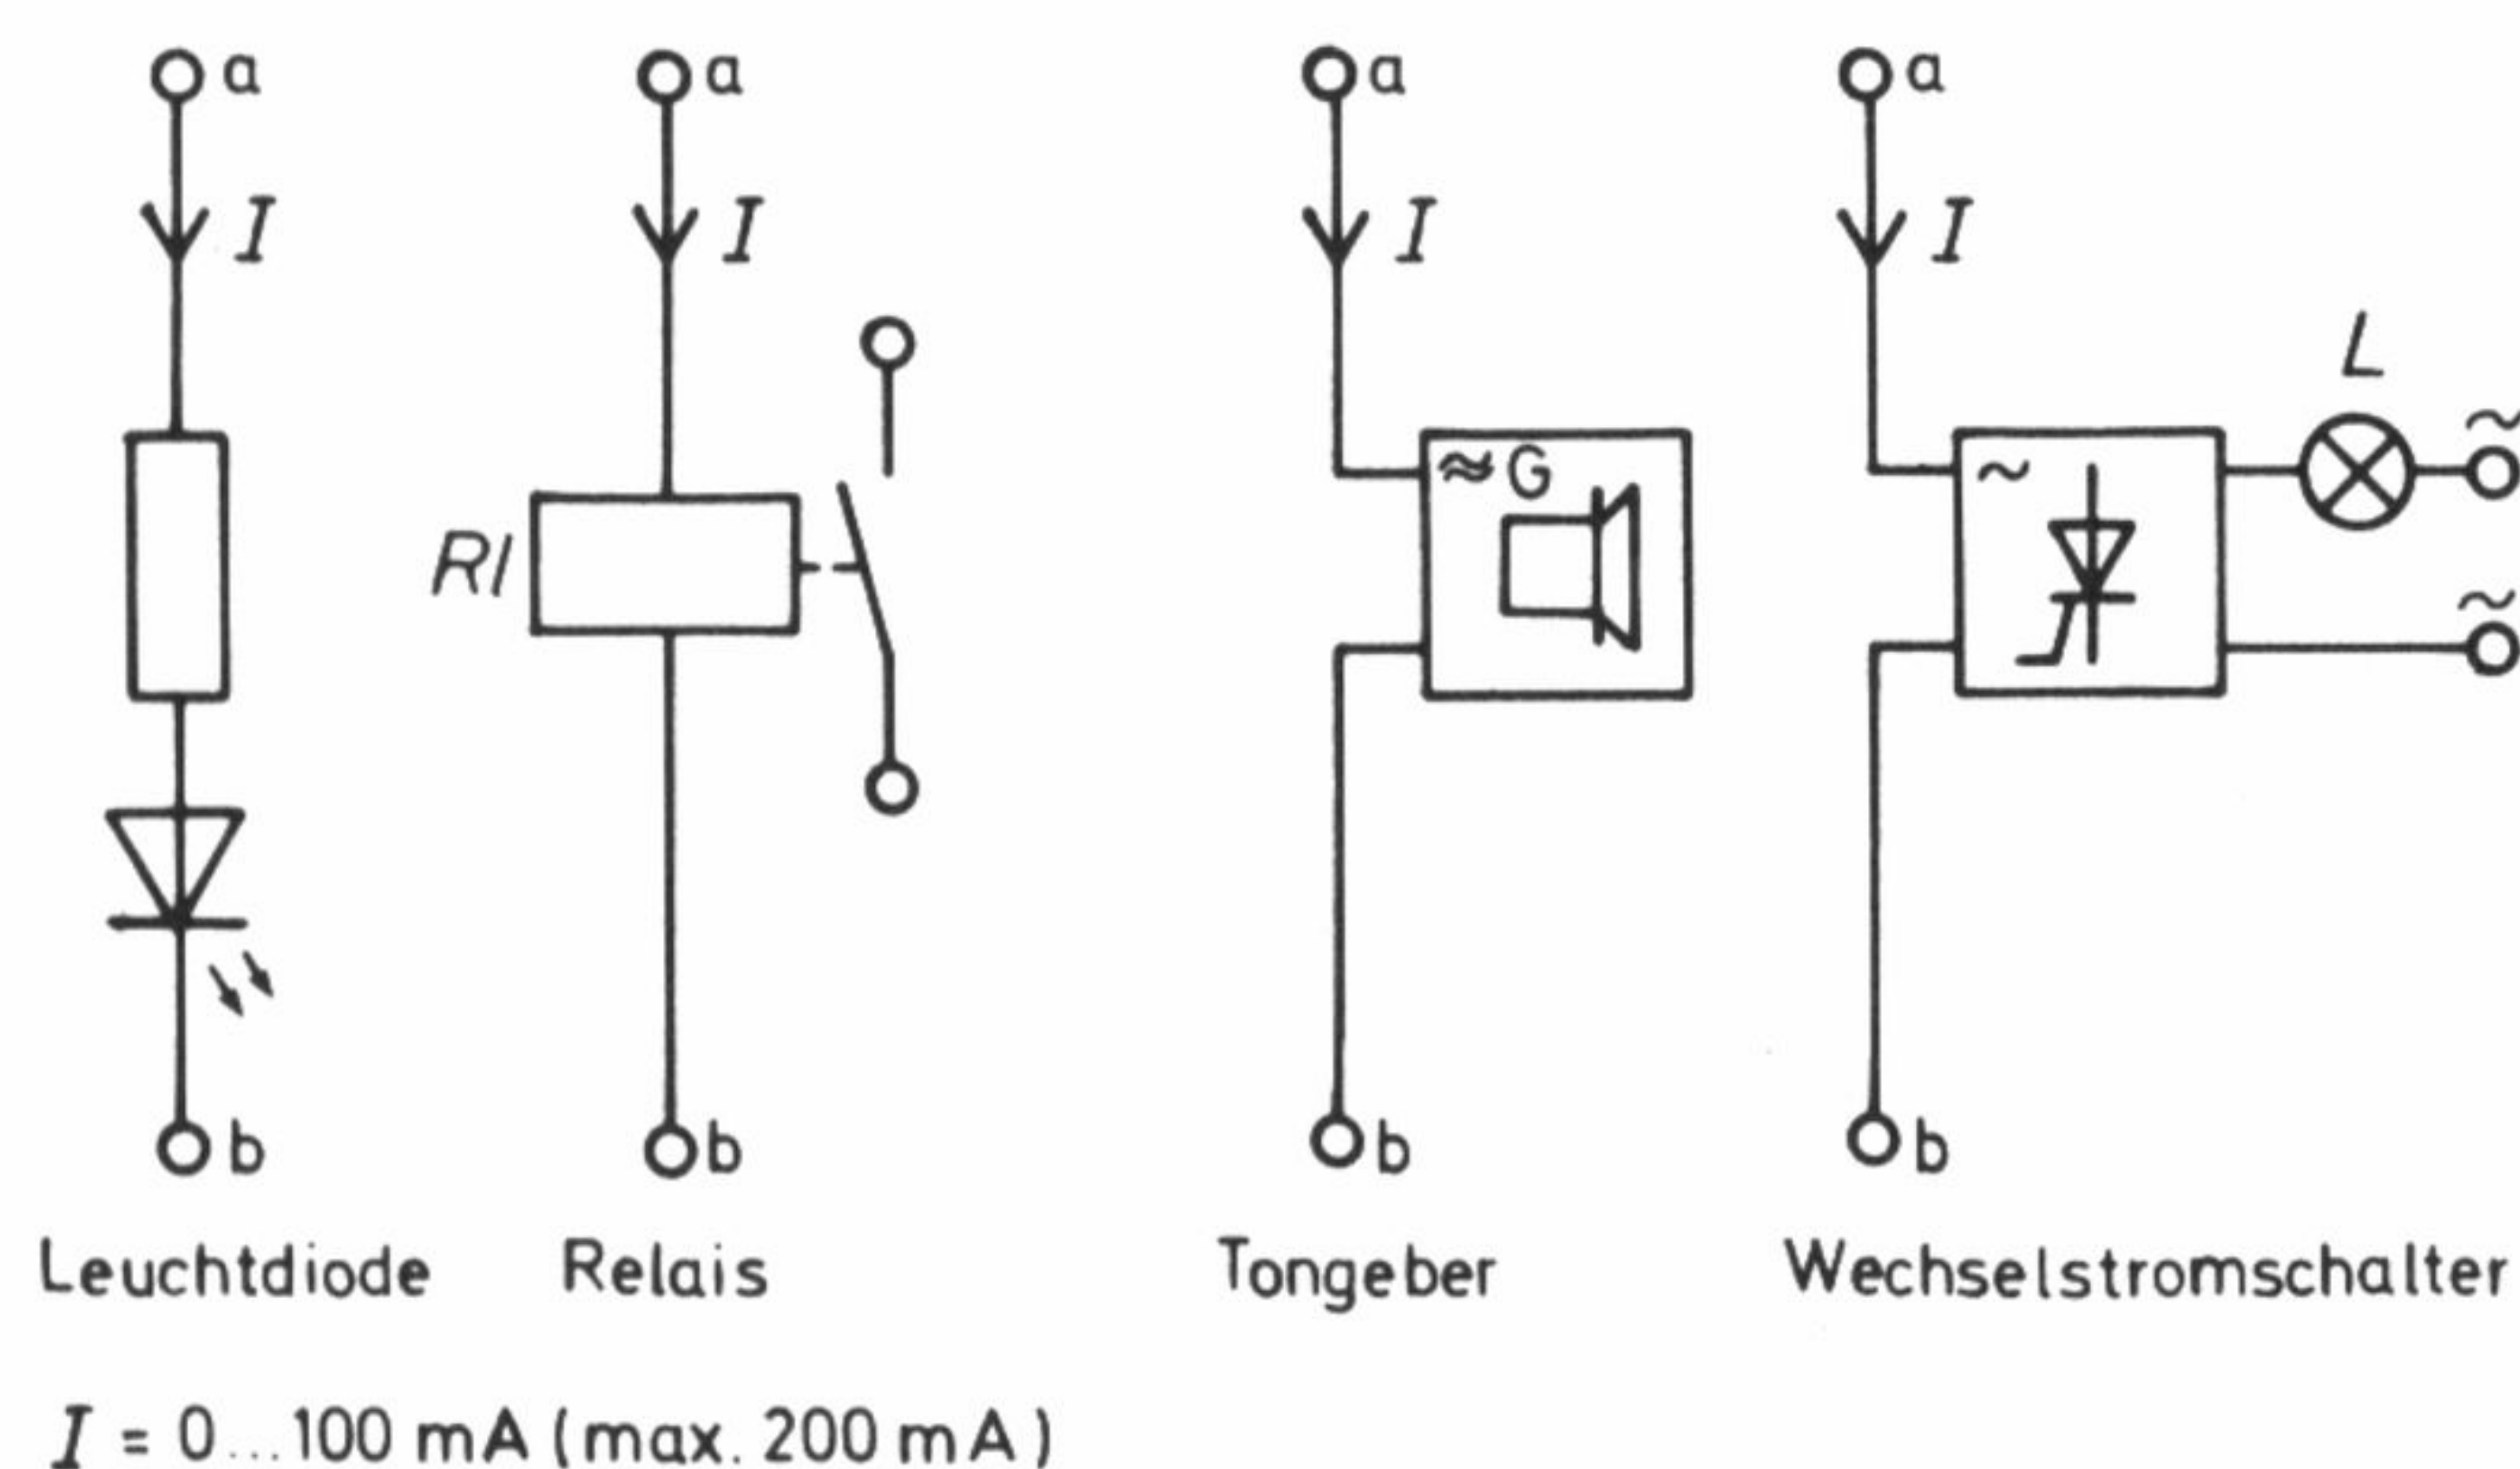 a a a a
I I I I
L
~
Rl ≈ G ~
~
b b b b
Leuchtdiode Relais Tongeber Wechselstromschalter
I = 0...100 mA (max. 200 mA)